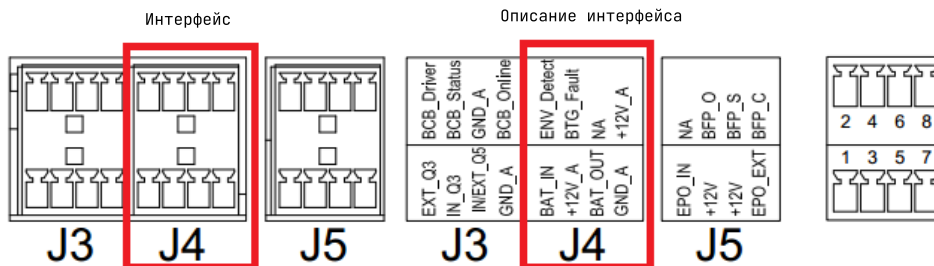 Интерфейс
Описание интерфейса
BCB_Driver
BCB_Status
GND_A
BCB_Online
ENV_Detect
BTG_Fault
NA
+12V_A
NA
BFP_O
BFP_S
BFP_C
2 4 6 8
EXT_Q3
IN_Q3
IN/EXT_Q5
GND_A
BAT_IN
+12V_A
BAT_OUT
GND_A
EPO_IN
+12V
+12V
EPO_EXT
1 3 5 7
J3 J4 J5 J3 J4 J5